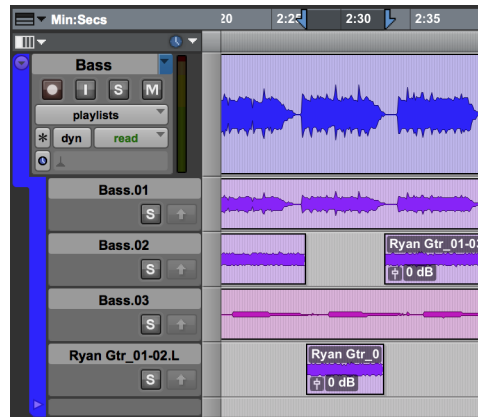 Min:Secs
20 2:25 2:30 2:35
Bass
I S M
playlists
* dyn read
Bass.01
S
Bass.02
S
Ryan Gtr_01-03
0 dB
Bass.03
S
Ryan Gtr_01-02.L
S
Ryan Gtr_0
0 dB